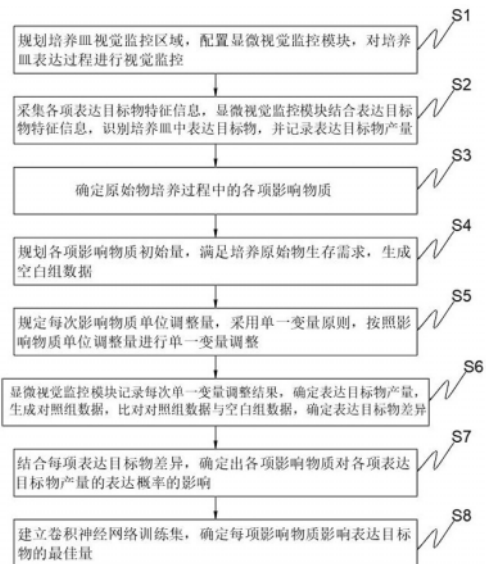 S1
规划培养皿视觉监控区域，配置显微视觉监控模块，对培养
皿表达过程进行视觉监控
S2
采集各项表达目标物特征信息，显微视觉监控模块结合表达目标
物特征信息，识别培养皿中表达目标物，并记录表达目标物产量
S3
确定原始物培养过程中的各项影响物质
S4
规划各项影响物质初始量，满足培养原始物生存需求，生成
空白组数据
S5
规定每次影响物质单位调整量，采用单一变量原则，按照影
响物质单位调整量进行单一变量调整
S6
显微视觉监控模块记录每次单一变量调整结果，确定表达目标物产量，
生成对照组数据，比对对照组数据与空白组数据，确定表达目标物差异
S7
结合每项表达目标物差异，确定出各项影响物质对各项表达
目标物产量的表达概率的影响
S8
建立卷积神经网络训练集，确定每项影响物质影响表达目标
物的最佳量